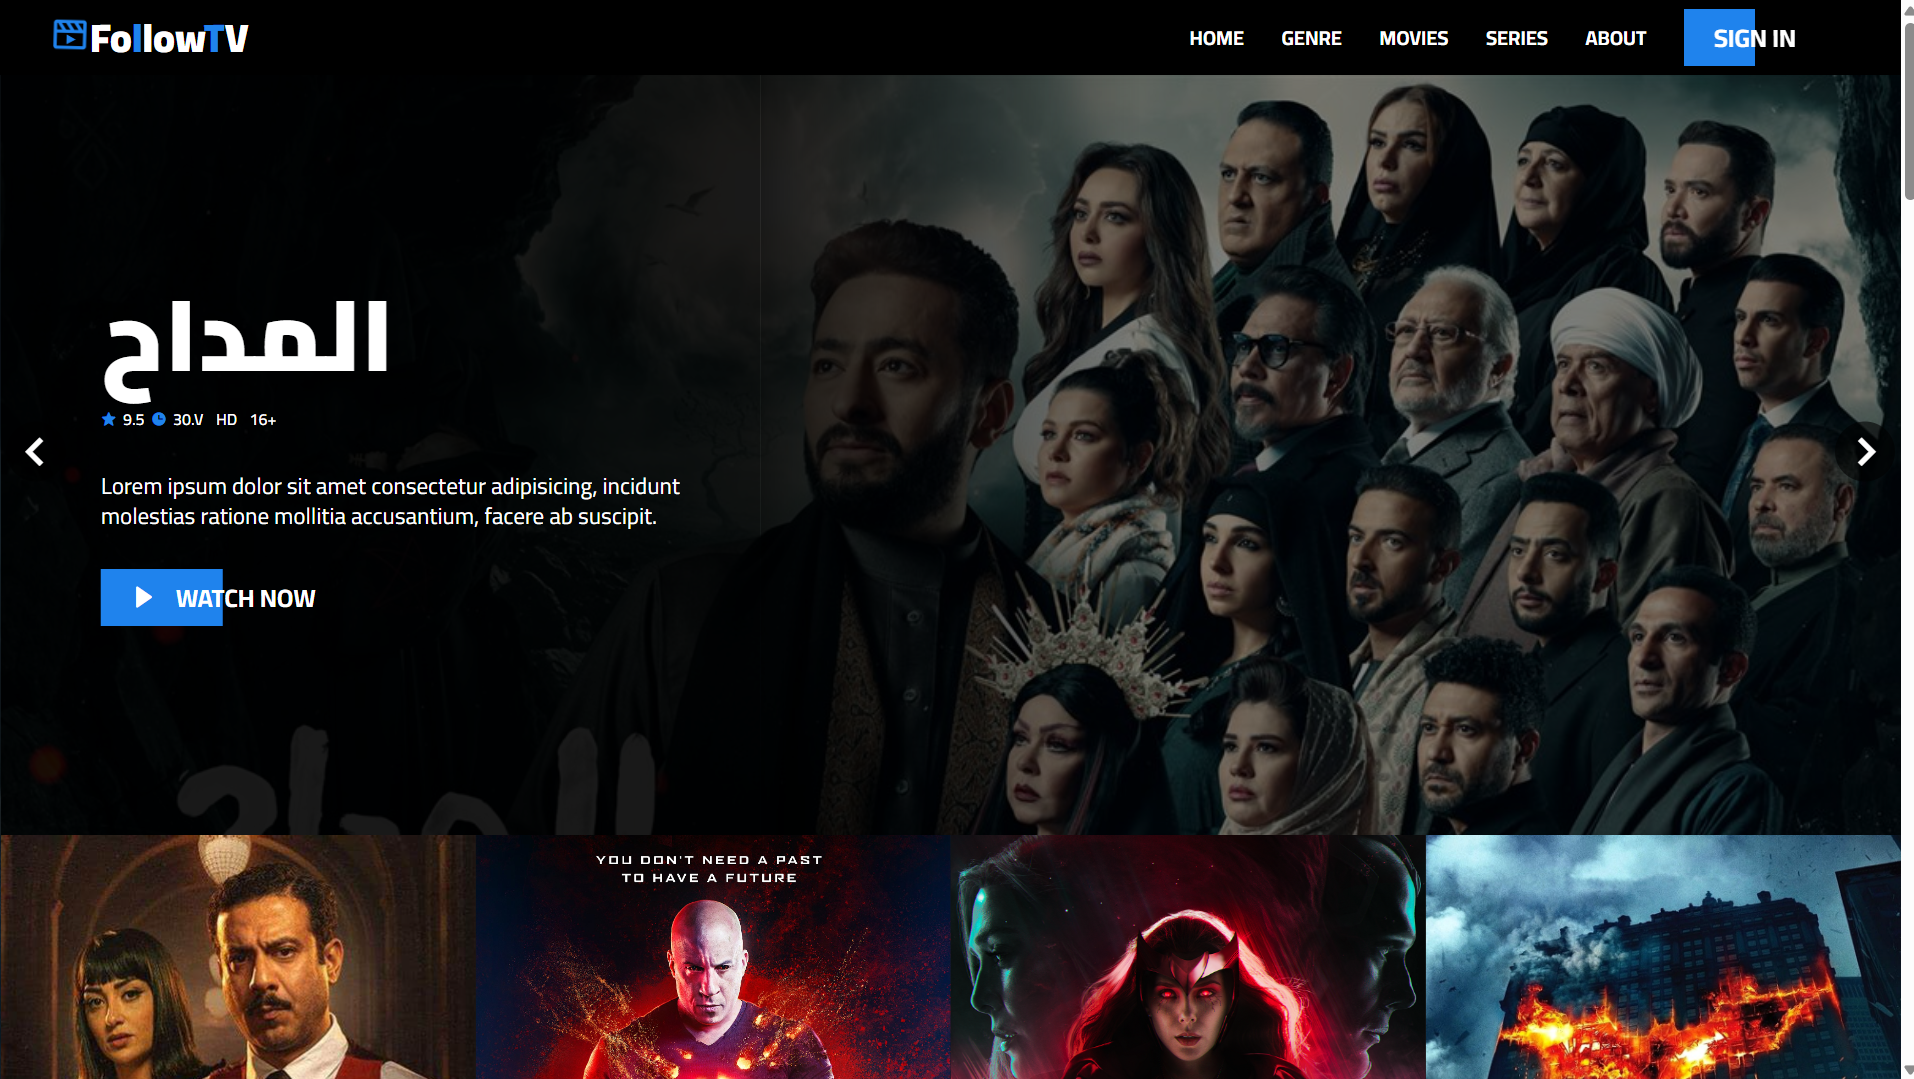 FollowTV
HOME GENRE MOVIES SERIES ABOUT SIGN IN
المداح
9.5 30.V HD 16+
Lorem ipsum dolor sit amet consectetur adipisicing, incidunt
molestias ratione mollitia accusantium, facere ab suscipit.
WATCH NOW
المداح
YOU DON'T NEED A PAST
TO HAVE A FUTURE